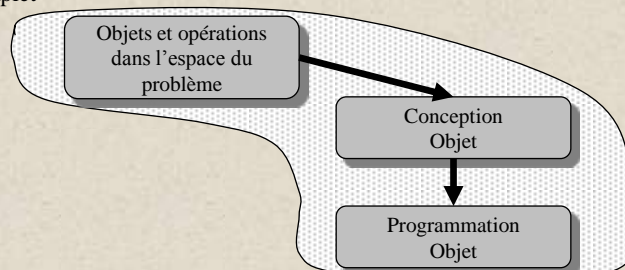 Objets et opérations
dans l’espace du
problème
Conception
Objet
Programmation
Objet